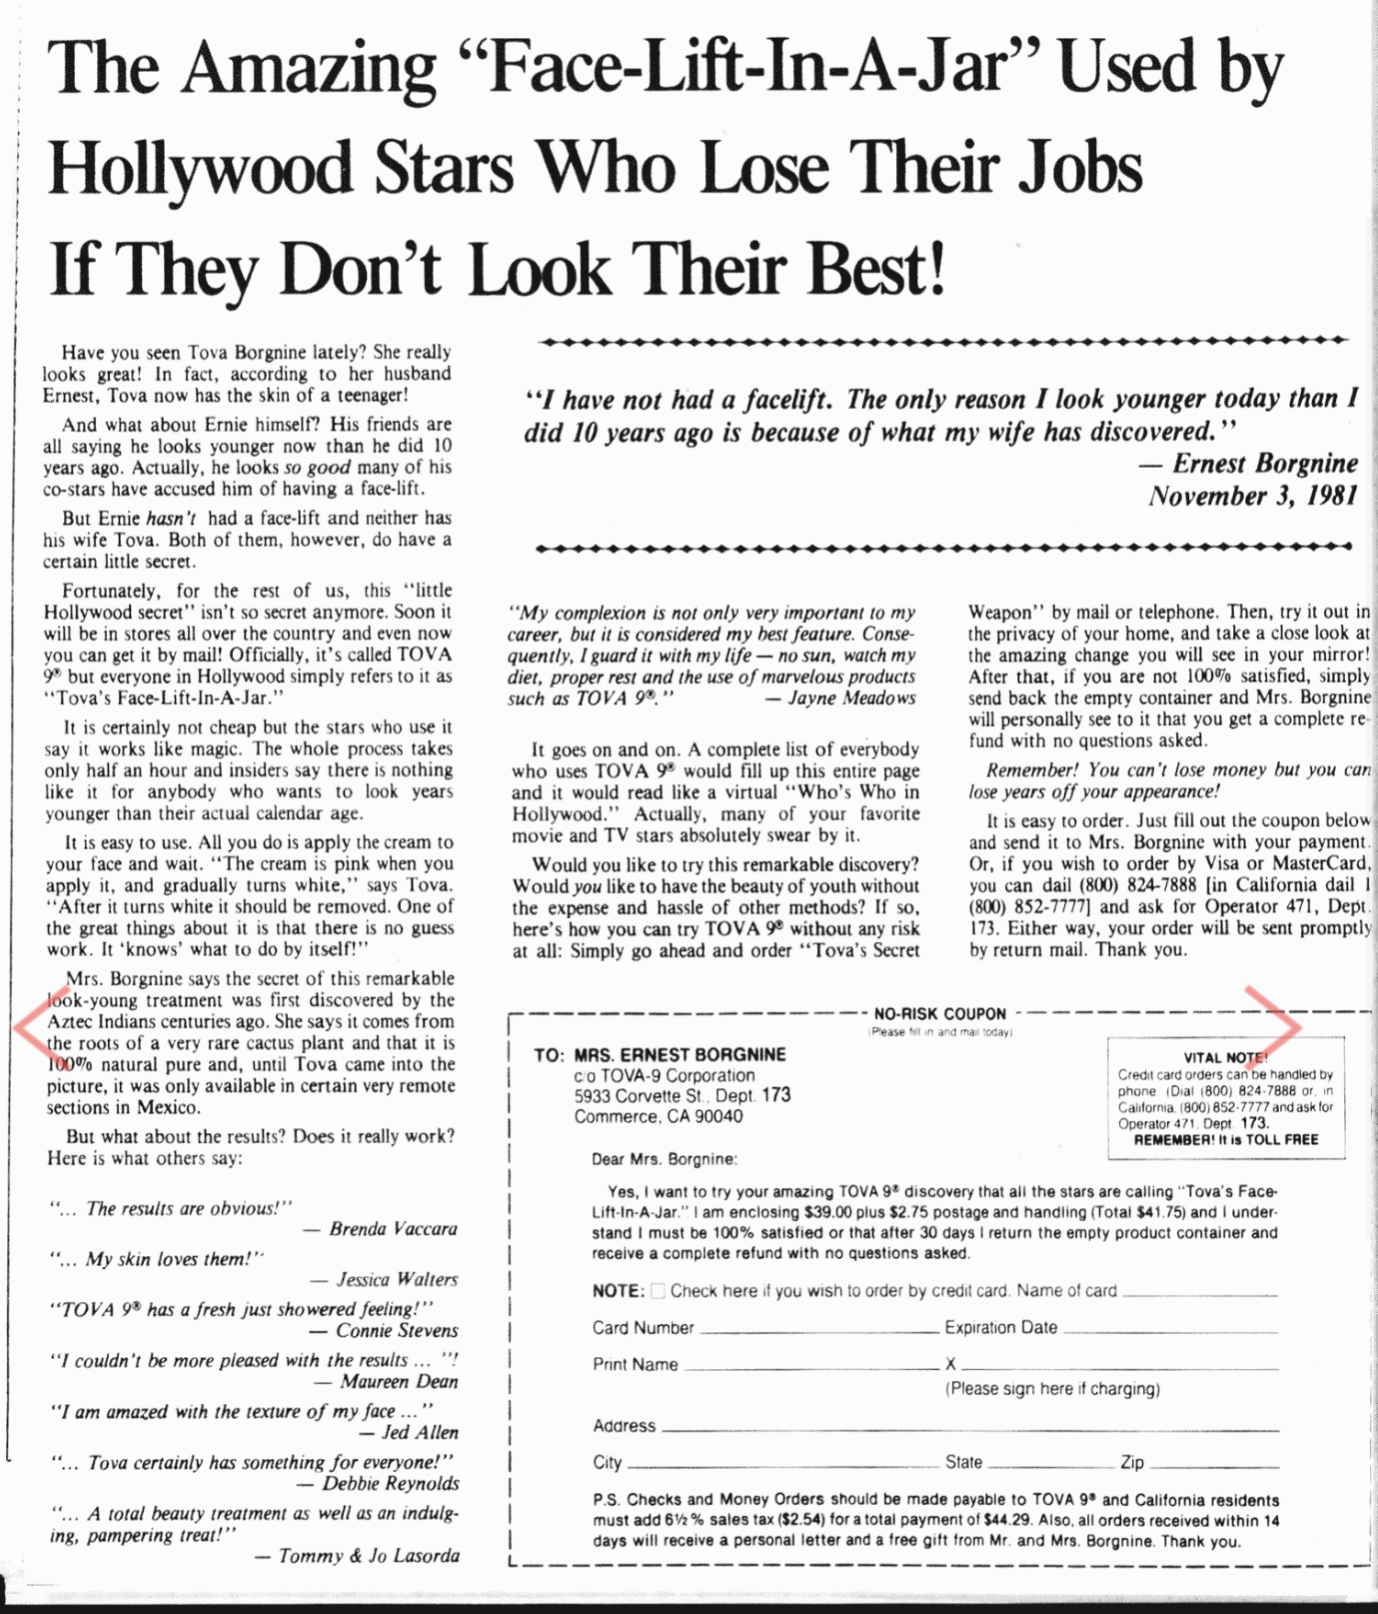 The Amazing “Face-Lift-In-A-Jar” Used by
Hollywood Stars Who Lose Their Jobs
If They Don’t Look Their Best!
Have you seen Tova Borgnine lately? She really
looks great! In fact, according to her husband
Ernest, Tova now has the skin of a teenager!
And what about Ernie himself? His friends are
all saying he looks younger now than he did 10
years ago. Actually, he looks so good many of his
co-stars have accused him of having a face-lift.
But Ernie hasn’t had a face-lift and neither has
his wife Tova. Both of them, however, do have a
certain little secret.
Fortunately, for the rest of us, this “little
Hollywood secret” isn’t so secret anymore. Soon it
will be in stores all over the country and even now
you can get it by mail! Officially, it’s called TOVA
9® but everyone in Hollywood simply refers to it as
“Tova’s Face-Lift-In-A-Jar.”
It is certainly not cheap but the stars who use it
say it works like magic. The whole process takes
only half an hour and insiders say there is nothing
like it for anybody who wants to look years
younger than their actual calendar age.
It is easy to use. All you do is apply the cream to
your face and wait. “The cream is pink when you
apply it, and gradually turns white,” says Tova.
“After it turns white it should be removed. One of
the great things about it is that there is no guess
work. It ‘knows’ what to do by itself!”
Mrs. Borgnine says the secret of this remarkable
look-young treatment was first discovered by the
Aztec Indians centuries ago. She says it comes from
the roots of a very rare cactus plant and that it is
100% natural pure and, until Tova came into the
picture, it was only available in certain very remote
sections in Mexico.
But what about the results? Does it really work?
Here is what others say:
“... The results are obvious!”
— Brenda Vaccara
“... My skin loves them!”
— Jessica Walters
“TOVA 9® has a fresh just showered feeling!”
— Connie Stevens
“I couldn’t be more pleased with the results ... ”!
— Maureen Dean
“I am amazed with the texture of my face ...”
— Jed Allen
“... Tova certainly has something for everyone!”
— Debbie Reynolds
“... A total beauty treatment as well as an indulg-
ing, pampering treat!”
— Tommy & Jo Lasorda
“I have not had a facelift. The only reason I look younger today than I
did 10 years ago is because of what my wife has discovered.”
— Ernest Borgnine
November 3, 1981
“My complexion is not only very important to my
career, but it is considered my best feature. Conse-
quently, I guard it with my life — no sun, watch my
diet, proper rest and the use of marvelous products
such as TOVA 9®.” — Jayne Meadows
It goes on and on. A complete list of everybody
who uses TOVA 9® would fill up this entire page
and it would read like a virtual “Who’s Who in
Hollywood.” Actually, many of your favorite
movie and TV stars absolutely swear by it.
Would you like to try this remarkable discovery?
Would you like to have the beauty of youth without
the expense and hassle of other methods? If so,
here’s how you can try TOVA 9® without any risk
at all: Simply go ahead and order “Tova’s Secret
Weapon” by mail or telephone. Then, try it out in
the privacy of your home, and take a close look at
the amazing change you will see in your mirror!
After that, if you are not 100% satisfied, simply
send back the empty container and Mrs. Borgnine
will personally see to it that you get a complete re-
fund with no questions asked.
Remember! You can’t lose money but you can
lose years off your appearance!
It is easy to order. Just fill out the coupon below
and send it to Mrs. Borgnine with your payment.
Or, if you wish to order by Visa or MasterCard,
you can dail (800) 824-7888 [in California dail 1
(800) 852-7777] and ask for Operator 471, Dept.
173. Either way, your order will be sent promptly
by return mail. Thank you.
NO-RISK COUPON
(Please fill in and mail today)
TO: MRS. ERNEST BORGNINE
c/o TOVA-9 Corporation
5933 Corvette St., Dept. 173
Commerce, CA 90040
VITAL NOTE!
Credit card orders can be handled by
phone. (Dial (800) 824-7888 or, in
California, (800) 852-7777 and ask for
Operator 471, Dept. 173.
REMEMBER! It is TOLL FREE
Dear Mrs. Borgnine:
Yes, I want to try your amazing TOVA 9® discovery that all the stars are calling “Tova’s Face-
Lift-In-A-Jar.” I am enclosing $39.00 plus $2.75 postage and handling (Total $41.75) and I under-
stand I must be 100% satisfied or that after 30 days I return the empty product container and
receive a complete refund with no questions asked.
NOTE: □ Check here if you wish to order by credit card. Name of card
Card Number Expiration Date
Print Name X
(Please sign here if charging)
Address
City State Zip
P.S. Checks and Money Orders should be made payable to TOVA 9® and California residents
must add 6½% sales tax ($2.54) for a total payment of $44.29. Also, all orders received within 14
days will receive a personal letter and a free gift from Mr. and Mrs. Borgnine. Thank you.